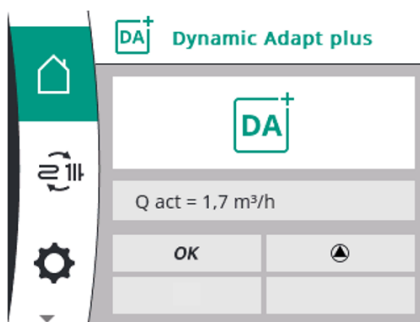 DA+ Dynamic Adapt plus
DA+
Q act = 1,7 m³/h
OK